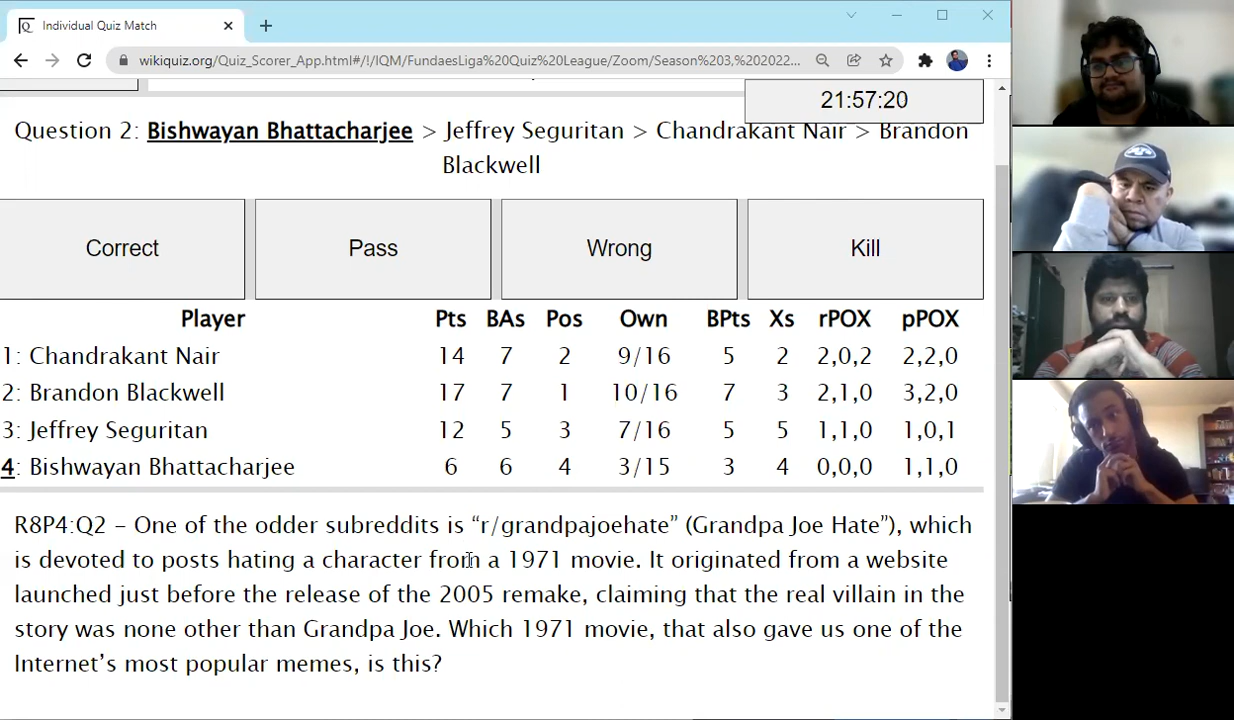 Individual Quiz Match
wikiquiz.org/Quiz_Scorer_App.html#/!/IQM/FundaesLiga%20Quiz%20League/Zoom/Season%203,%202022...
21:57:20
Question 2: Bishwayan Bhattacharjee > Jeffrey Seguritan > Chandrakant Nair > Brandon
Blackwell
Correct Pass Wrong Kill
Player Pts BAs Pos Own BPts Xs rPOX pPOX
1: Chandrakant Nair 14 7 2 9/16 5 2 2,0,2 2,2,0
2: Brandon Blackwell 17 7 1 10/16 7 3 2,1,0 3,2,0
3: Jeffrey Seguritan 12 5 3 7/16 5 5 1,1,0 1,0,1
4: Bishwayan Bhattacharjee 6 6 4 3/15 3 4 0,0,0 1,1,0
R8P4:Q2 - One of the odder subreddits is “r/grandpajoehate” (Grandpa Joe Hate”), which
is devoted to posts hating a character from a 1971 movie. It originated from a website
launched just before the release of the 2005 remake, claiming that the real villain in the
story was none other than Grandpa Joe. Which 1971 movie, that also gave us one of the
Internet’s most popular memes, is this?